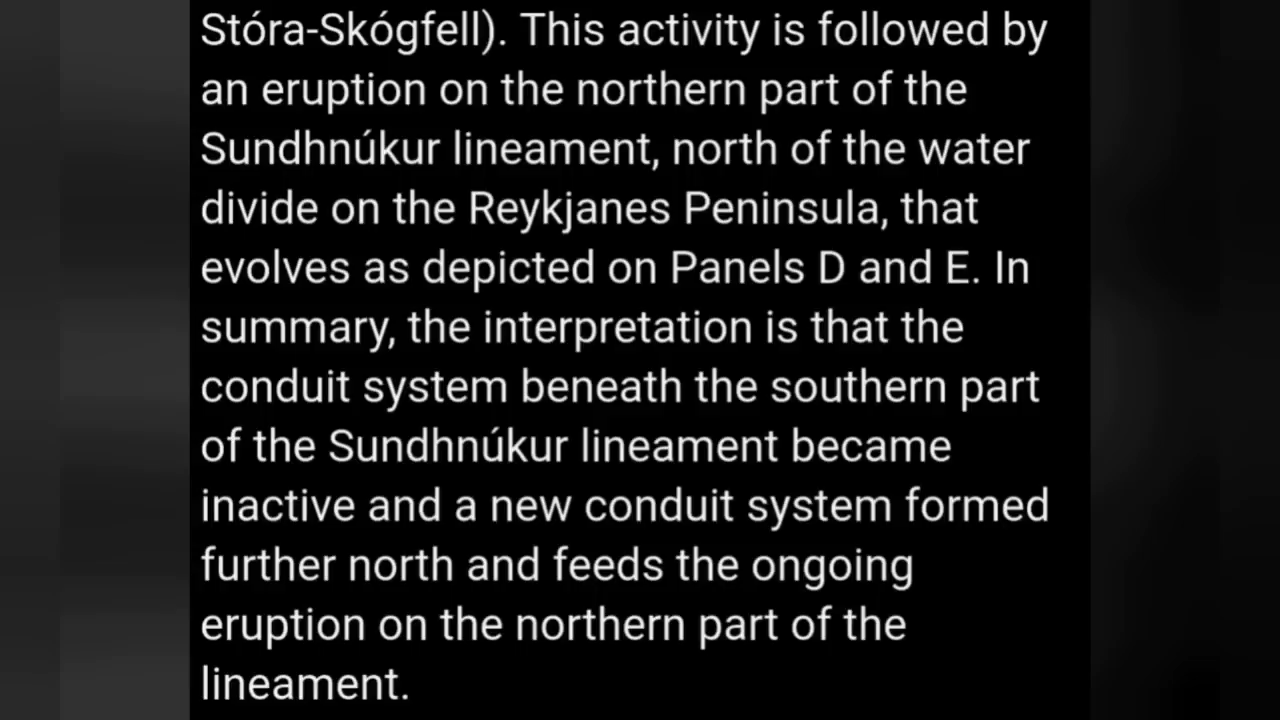 Stóra-Skógfell). This activity is followed by
an eruption on the northern part of the
Sundhnúkur lineament, north of the water
divide on the Reykjanes Peninsula, that
evolves as depicted on Panels D and E. In
summary, the interpretation is that the
conduit system beneath the southern part
of the Sundhnúkur lineament became
inactive and a new conduit system formed
further north and feeds the ongoing
eruption on the northern part of the
lineament.